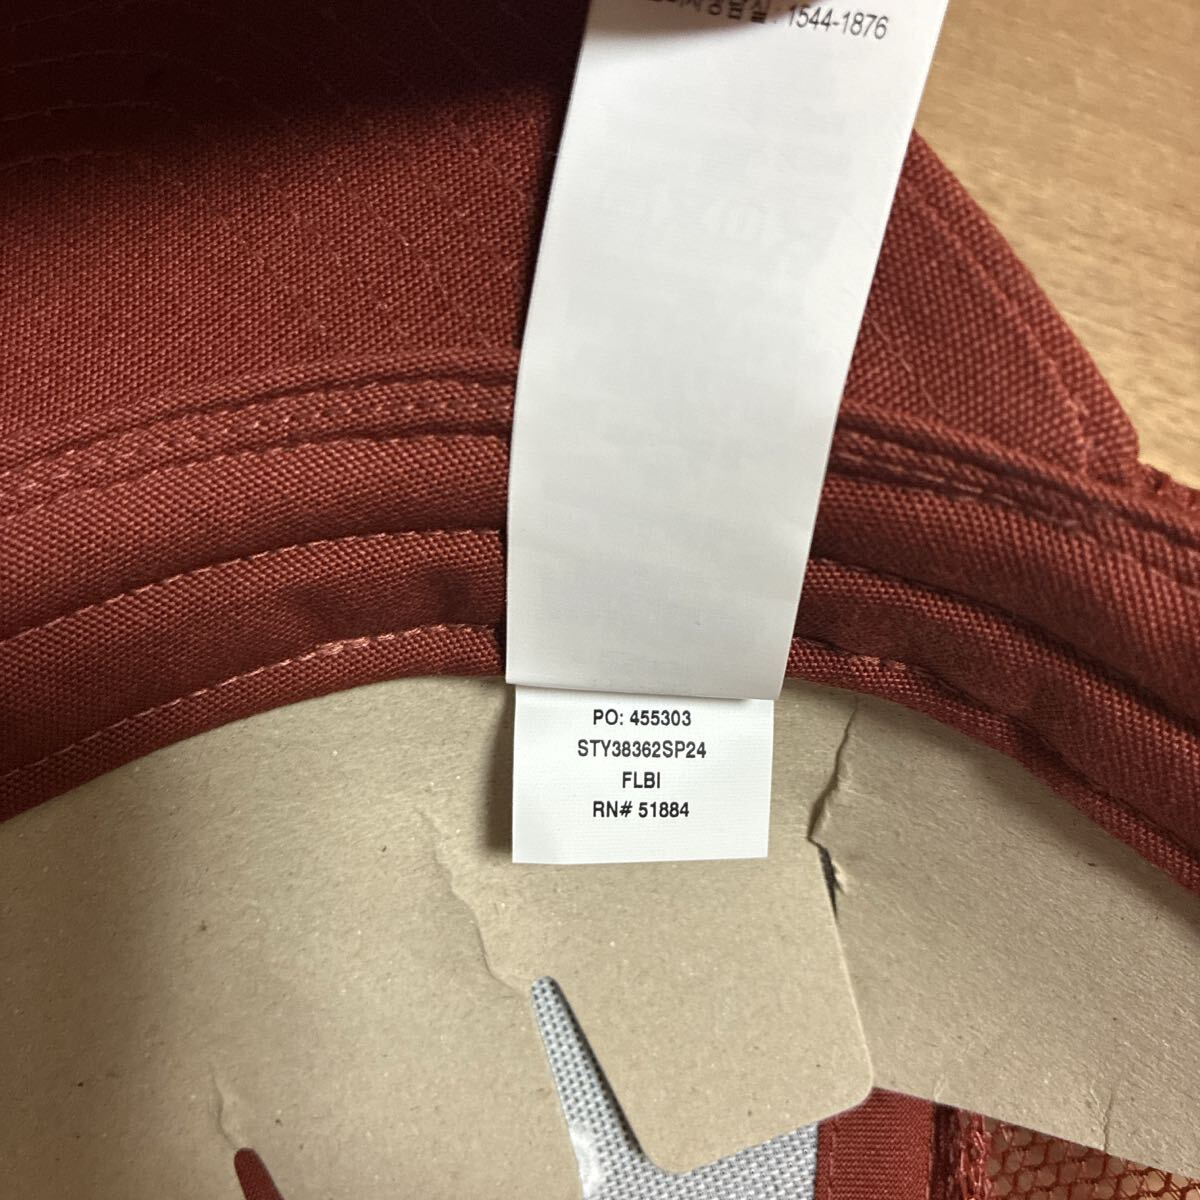 1544-1876
PO: 455303
STY38362SP24
FLBI
RN# 51884